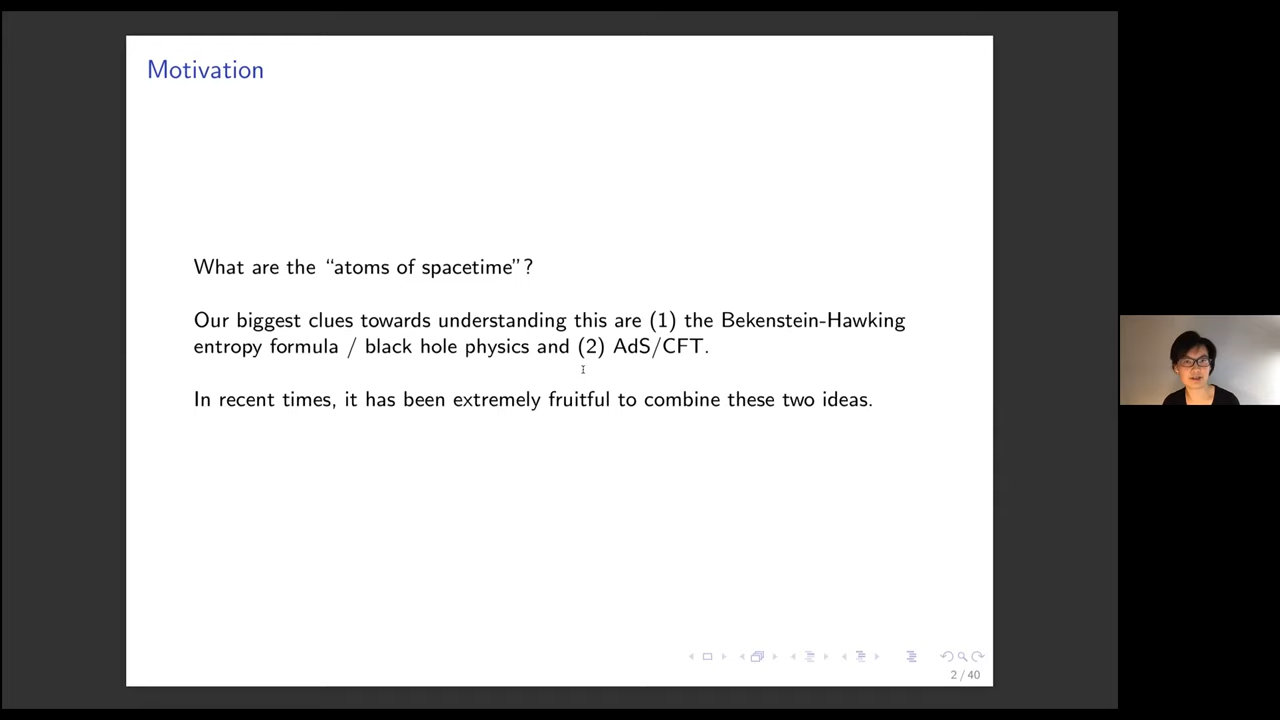 Motivation
What are the “atoms of spacetime”?
Our biggest clues towards understanding this are (1) the Bekenstein-Hawking
entropy formula / black hole physics and (2) AdS/CFT.
In recent times, it has been extremely fruitful to combine these two ideas.
2 / 40